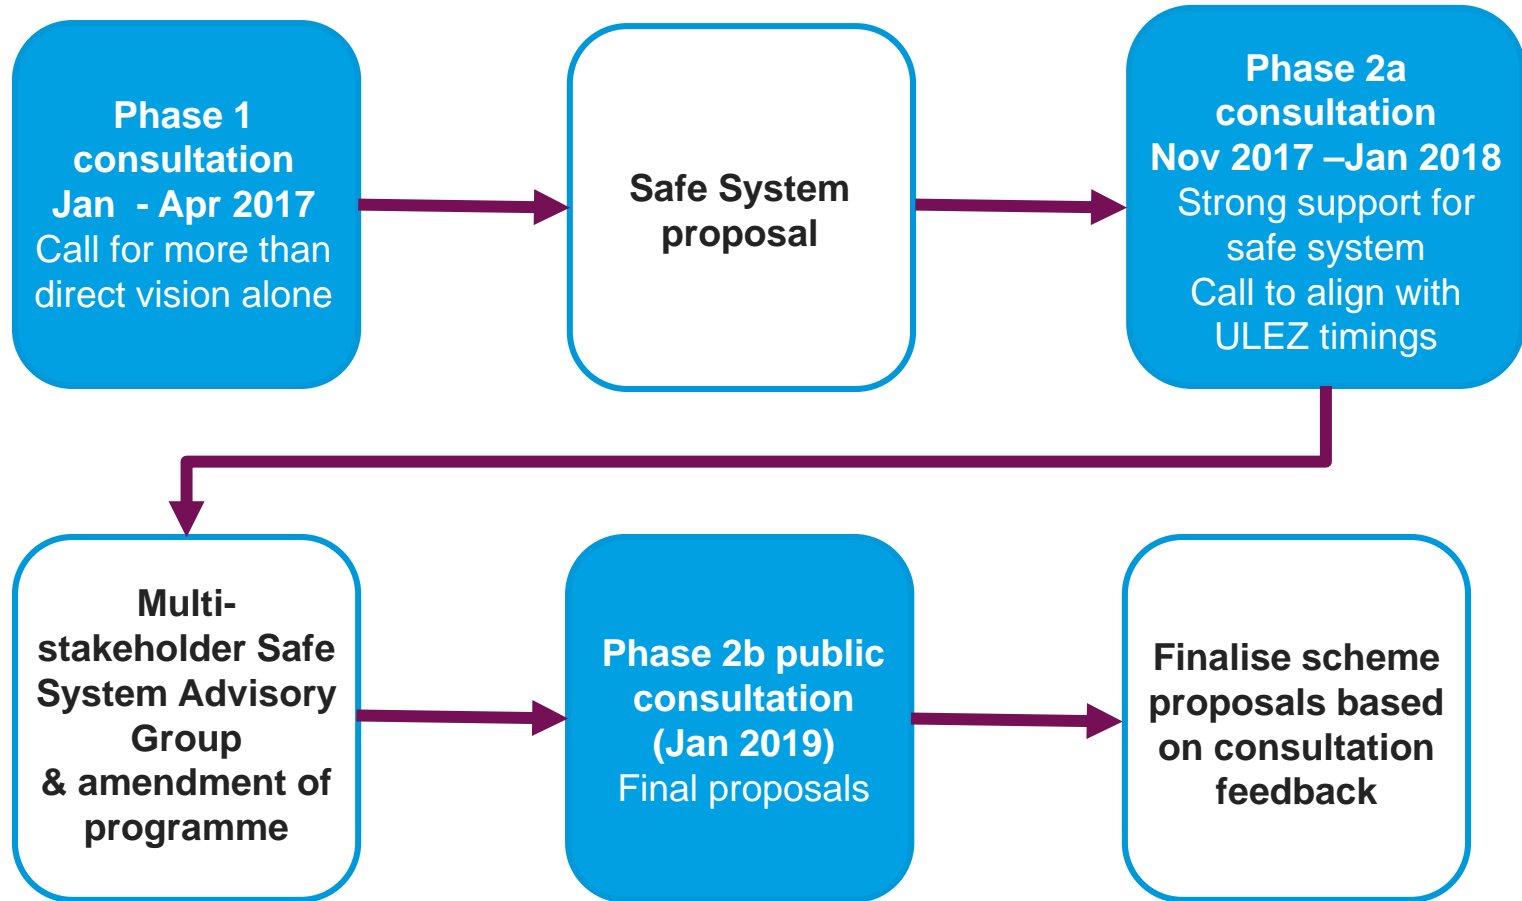 Phase 1
consultation
Jan - Apr 2017
Call for more than
direct vision alone
Safe System
proposal
Phase 2a
consultation
Nov 2017 –Jan 2018
Strong support for
safe system
Call to align with
ULEZ timings
Multi-
stakeholder Safe
System Advisory
Group
& amendment of
programme
Phase 2b public
consultation
(Jan 2019)
Final proposals
Finalise scheme
proposals based
on consultation
feedback